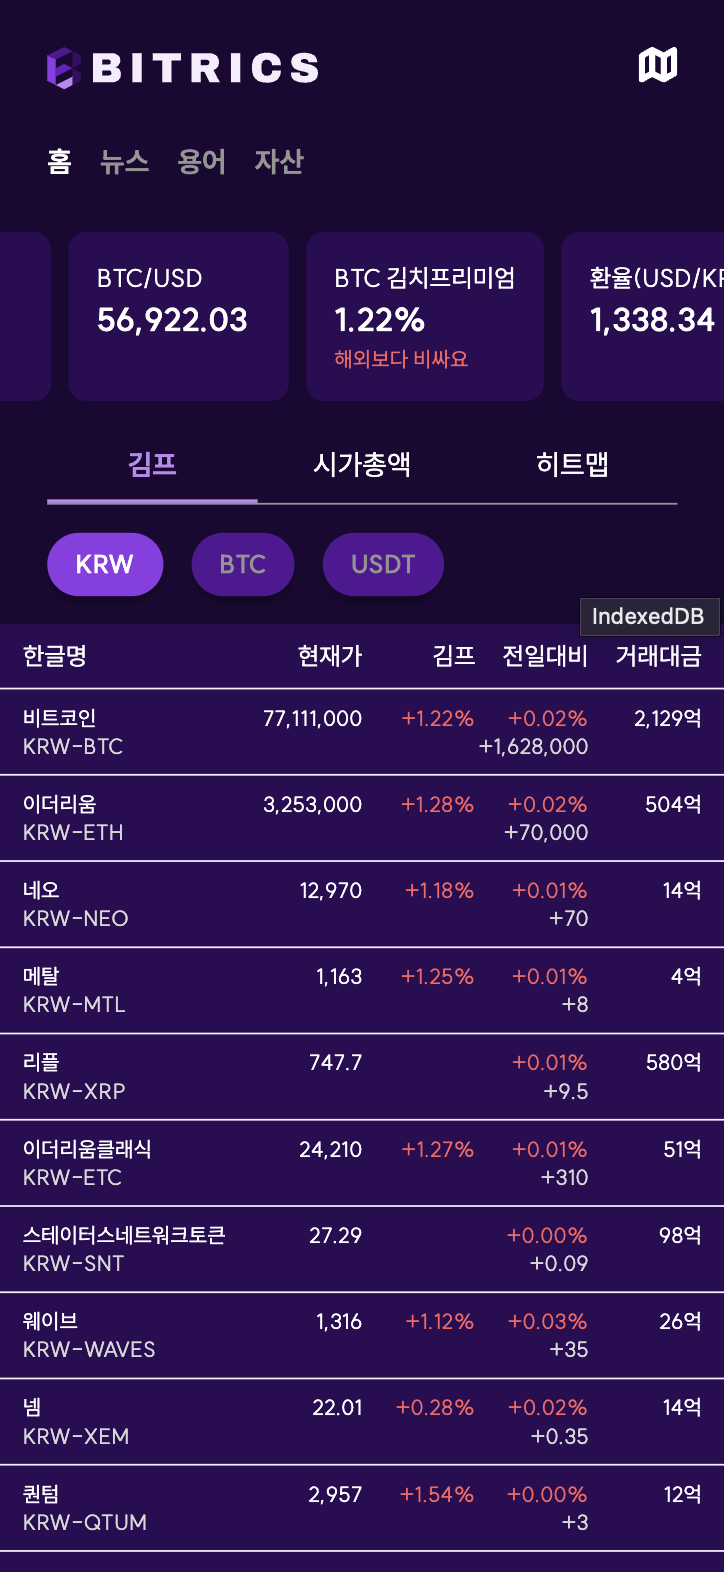 BITRICS
홈 뉴스 용어 자산
BTC/USD
56,922.03
BTC 김치프리미엄
1.22%
해외보다 비싸요
환율(USD/KR
1,338.34
김프 시가총액 히트맵
KRW BTC USDT
IndexedDB
한글명 현재가 김프 전일대비 거래대금
비트코인 77,111,000 +1.22% +0.02% 2,129억
KRW-BTC +1,628,000
이더리움 3,253,000 +1.28% +0.02% 504억
KRW-ETH +70,000
네오 12,970 +1.18% +0.01% 14억
KRW-NEO +70
메탈 1,163 +1.25% +0.01% 4억
KRW-MTL +8
리플 747.7 +0.01% 580억
KRW-XRP +9.5
이더리움클래식 24,210 +1.27% +0.01% 51억
KRW-ETC +310
스테이터스네트워크토큰 27.29 +0.00% 98억
KRW-SNT +0.09
웨이브 1,316 +1.12% +0.03% 26억
KRW-WAVES +35
넴 22.01 +0.28% +0.02% 14억
KRW-XEM +0.35
퀀텀 2,957 +1.54% +0.00% 12억
KRW-QTUM +3